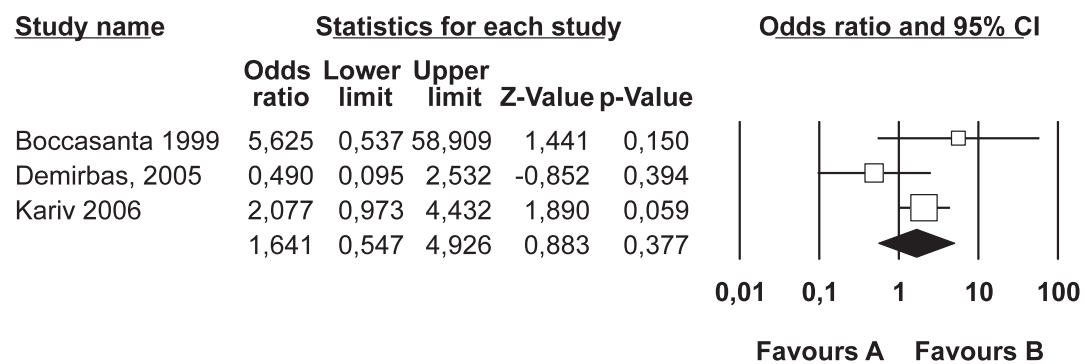 Study name Statistics for each study Odds ratio and 95% CI
Odds Lower Upper
ratio limit limit Z-Value p-Value
Boccasanta 1999 5,625 0,537 58,909 1,441 0,150
Demirbas, 2005 0,490 0,095 2,532 -0,852 0,394
Kariv 2006 2,077 0,973 4,432 1,890 0,059
1,641 0,547 4,926 0,883 0,377
0,01 0,1 1 10 100
Favours A Favours B